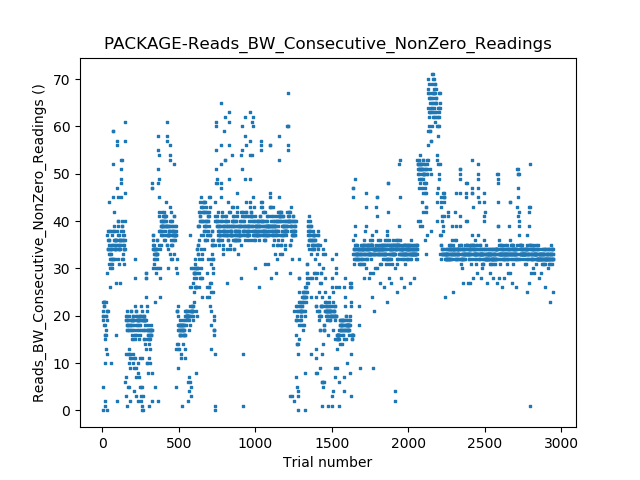 PACKAGE-Reads_BW_Consecutive_NonZero_Readings
Reads_BW_Consecutive_NonZero_Readings ()
70
60
50
40
30
20
10
0
0 500 1000 1500 2000 2500 3000
Trial number